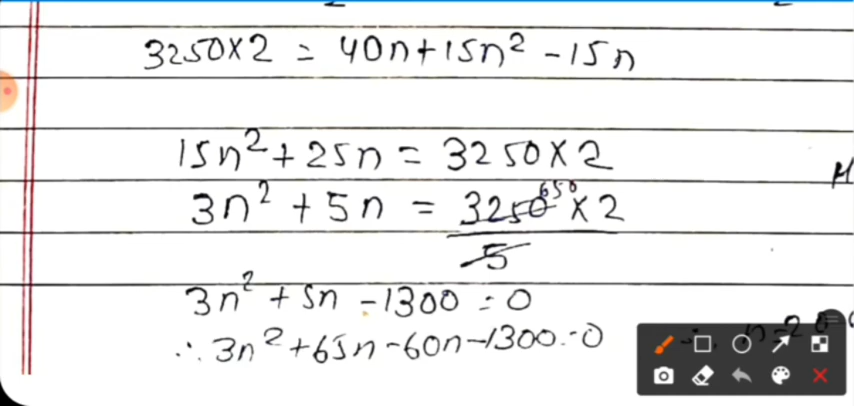 3250×2 = 40n+15n² -15n
15n²+25n = 3250×2
3n² + 5n = 3250 650 ×2
5
3n² + 5n -1300 = 0
∴ 3n²+65n-60n-1300=0